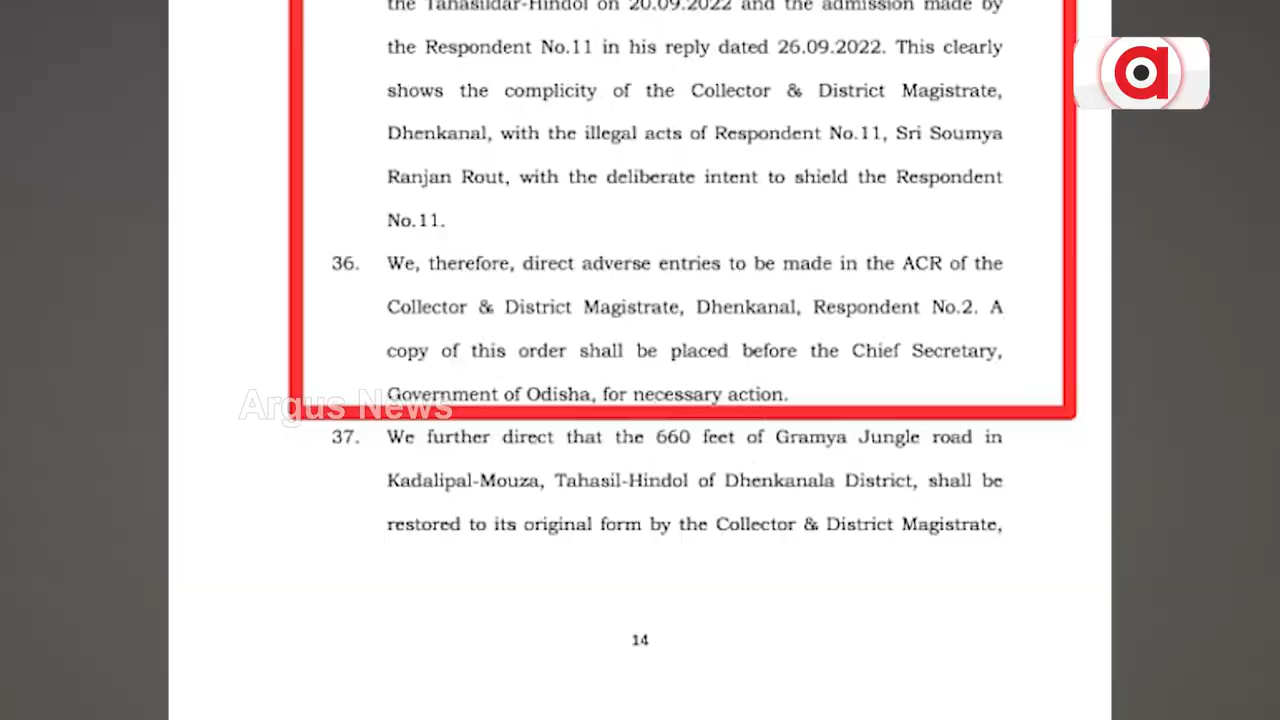 the Tahasildar-Hindol on 20.09.2022 and the admission made by
the Respondent No.11 in his reply dated 26.09.2022. This clearly
shows the complicity of the Collector & District Magistrate,
Dhenkanal, with the illegal acts of Respondent No.11, Sri Soumya
Ranjan Rout, with the deliberate intent to shield the Respondent
No.11.
36. We, therefore, direct adverse entries to be made in the ACR of the
Collector & District Magistrate, Dhenkanal, Respondent No.2. A
copy of this order shall be placed before the Chief Secretary,
Government of Odisha, for necessary action.
Argus News
37. We further direct that the 660 feet of Gramya Jungle road in
Kadalipal-Mouza, Tahasil-Hindol of Dhenkanala District, shall be
restored to its original form by the Collector & District Magistrate,
14
a